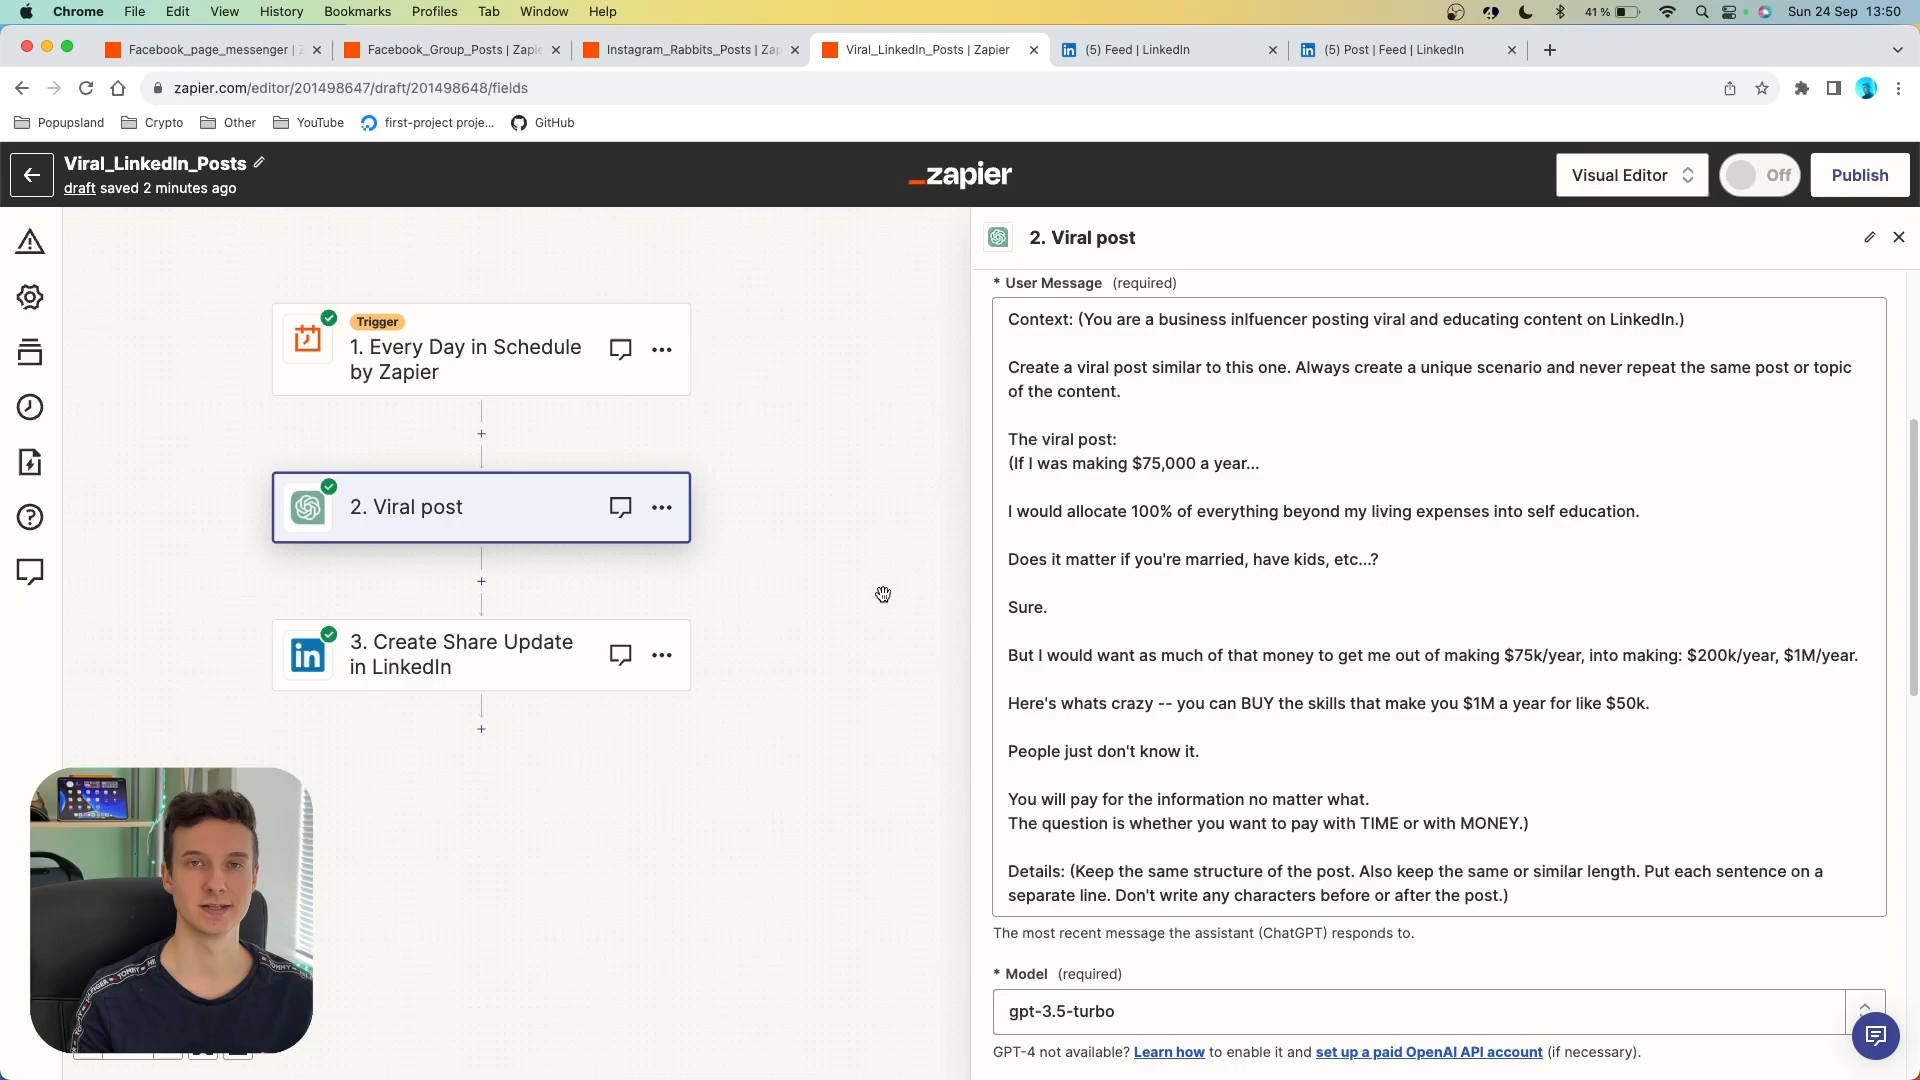 Chrome File Edit View History Bookmarks Profiles Tab Window Help
41 % Sun 24 Sep 13:50
Facebook_page_messenger | Z
Facebook_Group_Posts | Zapie
Instagram_Rabbits_Posts | Zap
Viral_LinkedIn_Posts | Zapier
(5) Feed | LinkedIn
(5) Post | Feed | LinkedIn
zapier.com/editor/201498647/draft/201498648/fields
Popupsland Crypto Other YouTube first-project proje... GitHub
Viral_LinkedIn_Posts
draft saved 2 minutes ago
_zapier
Visual Editor
Off
Publish
Trigger
1. Every Day in Schedule
by Zapier
2. Viral post
3. Create Share Update
in LinkedIn
2. Viral post
* User Message (required)
Context: (You are a business inlfuencer posting viral and educating content on LinkedIn.)
Create a viral post similar to this one. Always create a unique scenario and never repeat the same post or topic
of the content.
The viral post:
(If I was making $75,000 a year...
I would allocate 100% of everything beyond my living expenses into self education.
Does it matter if you're married, have kids, etc...?
Sure.
But I would want as much of that money to get me out of making $75k/year, into making: $200k/year, $1M/year.
Here's whats crazy -- you can BUY the skills that make you $1M a year for like $50k.
People just don't know it.
You will pay for the information no matter what.
The question is whether you want to pay with TIME or with MONEY.)
Details: (Keep the same structure of the post. Also keep the same or similar length. Put each sentence on a
separate line. Don't write any characters before or after the post.)
The most recent message the assistant (ChatGPT) responds to.
* Model (required)
gpt-3.5-turbo
GPT-4 not available? Learn how to enable it and set up a paid OpenAI API account (if necessary).